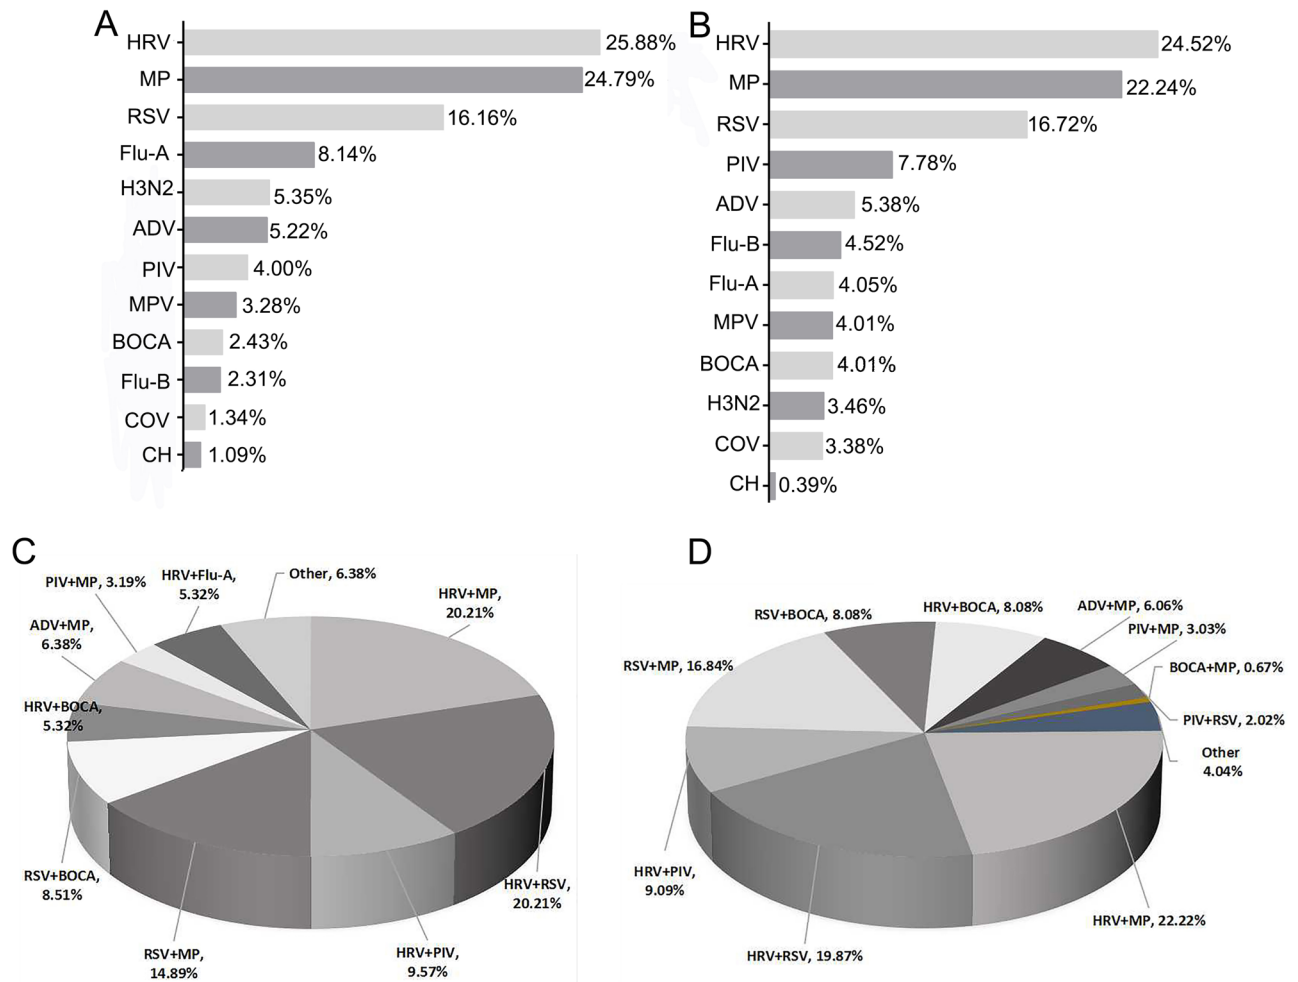 A
HRV 25.88%
MP 24.79%
RSV 16.16%
Flu-A 8.14%
H3N2 5.35%
ADV 5.22%
PIV 4.00%
MPV 3.28%
BOCA 2.43%
Flu-B 2.31%
COV 1.34%
CH 1.09%
B
HRV 24.52%
MP 22.24%
RSV 16.72%
PIV 7.78%
ADV 5.38%
Flu-B 4.52%
Flu-A 4.05%
MPV 4.01%
BOCA 4.01%
H3N2 3.46%
COV 3.38%
CH 0.39%
C
Other, 6.38%
HRV+MP,
20.21%
HRV+RSV,
20.21%
HRV+PIV,
9.57%
RSV+MP,
14.89%
RSV+BOCA,
8.51%
HRV+BOCA,
5.32%
ADV+MP,
6.38%
PIV+MP, 3.19%
HRV+Flu-A,
5.32%
D
RSV+BOCA, 8.08%
HRV+BOCA, 8.08%
ADV+MP, 6.06%
PIV+MP, 3.03%
BOCA+MP, 0.67%
PIV+RSV, 2.02%
Other
4.04%
HRV+MP, 22.22%
HRV+RSV, 19.87%
HRV+PIV,
9.09%
RSV+MP, 16.84%